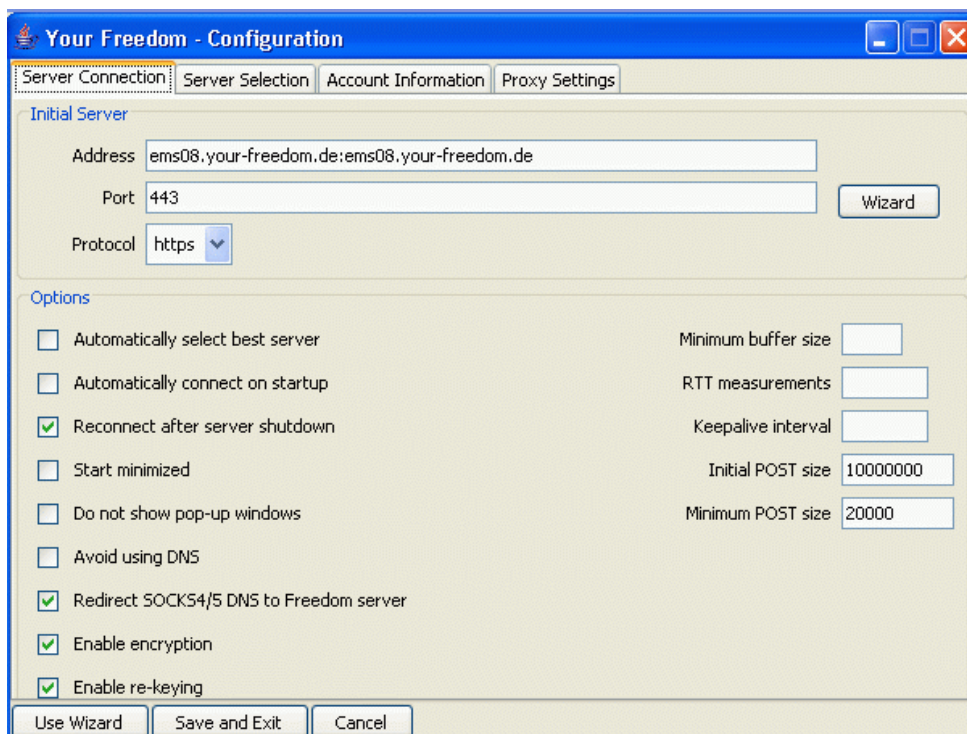 Your Freedom - Configuration
Server Connection Server Selection Account Information Proxy Settings
Initial Server
Address ems08.your-freedom.de:ems08.your-freedom.de
Port 443 Wizard
Protocol https
Options
Automatically select best server Minimum buffer size
Automatically connect on startup RTT measurements
Reconnect after server shutdown Keepalive interval
Start minimized Initial POST size 10000000
Do not show pop-up windows Minimum POST size 20000
Avoid using DNS
Redirect SOCKS4/5 DNS to Freedom server
Enable encryption
Enable re-keying
Use Wizard Save and Exit Cancel